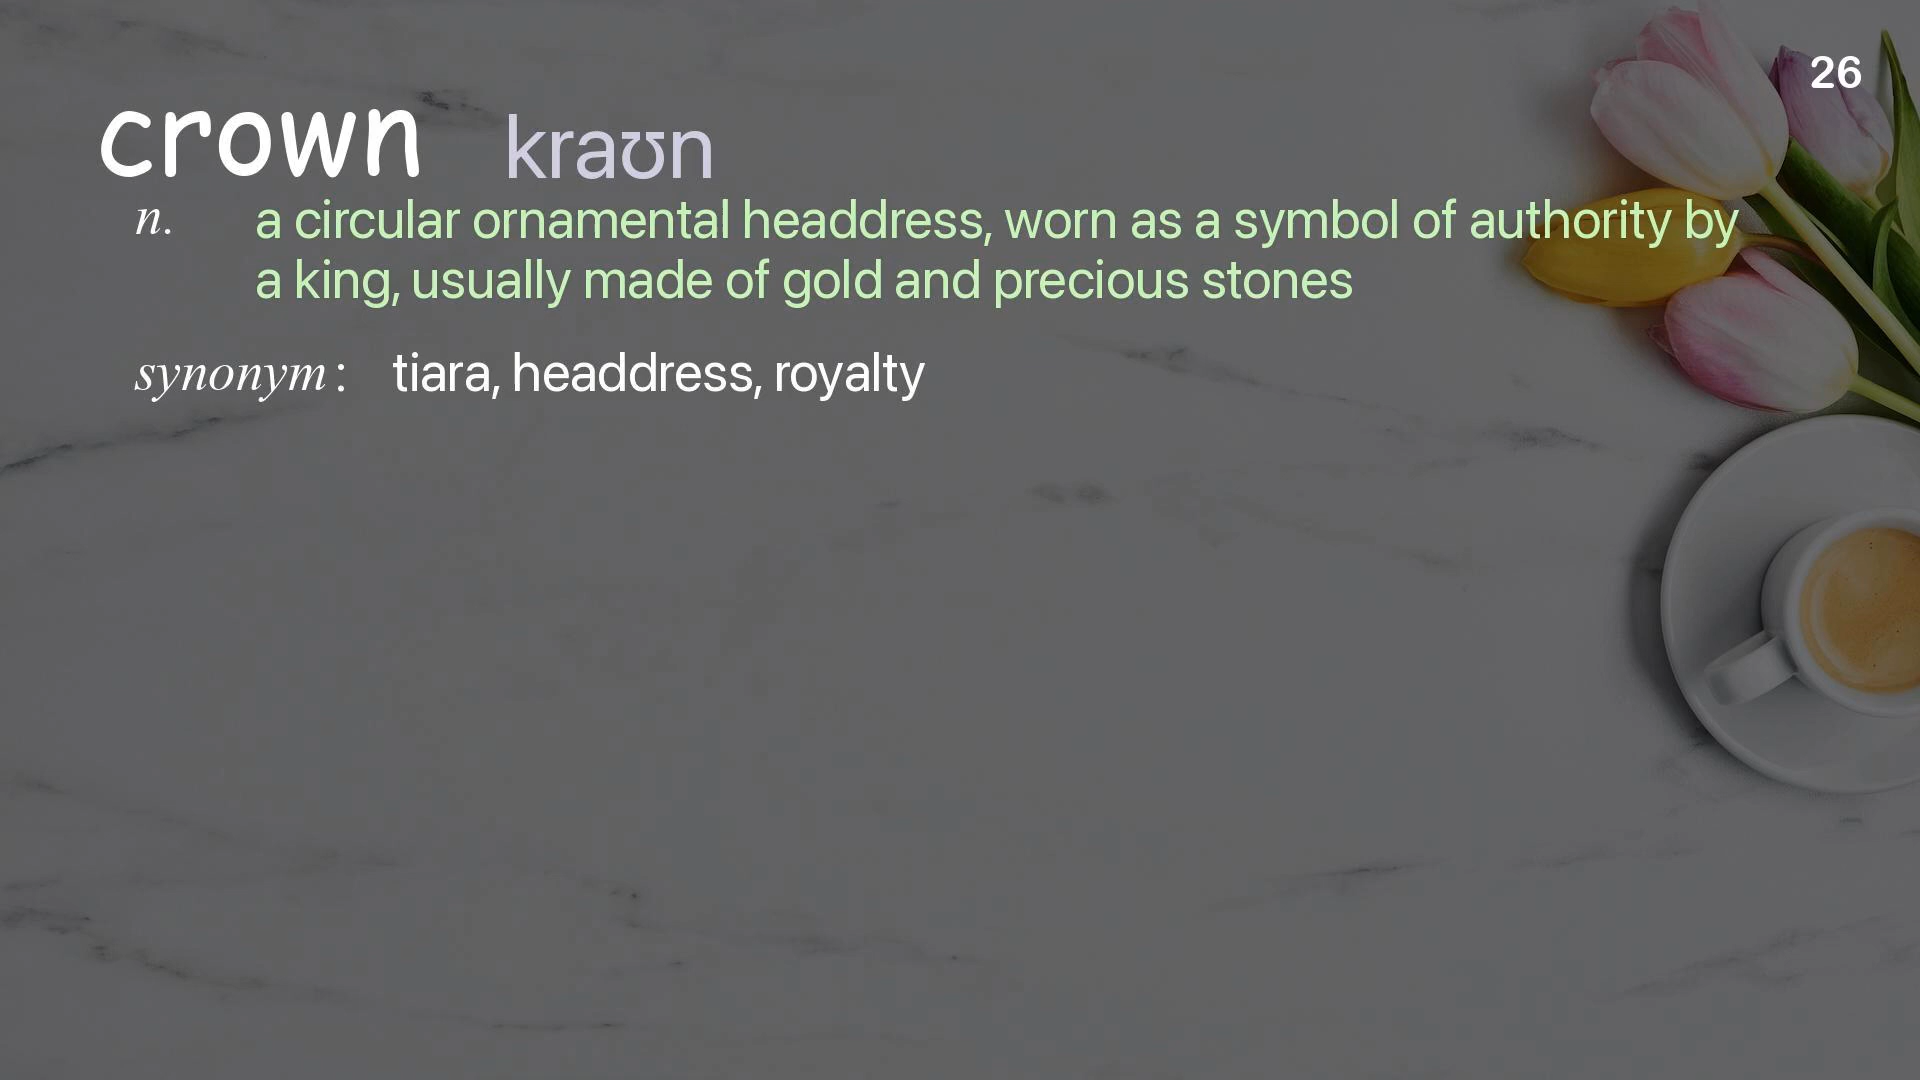 26
crown kraʊn
n. a circular ornamental headdress, worn as a symbol of authority by
a king, usually made of gold and precious stones
synonym: tiara, headdress, royalty